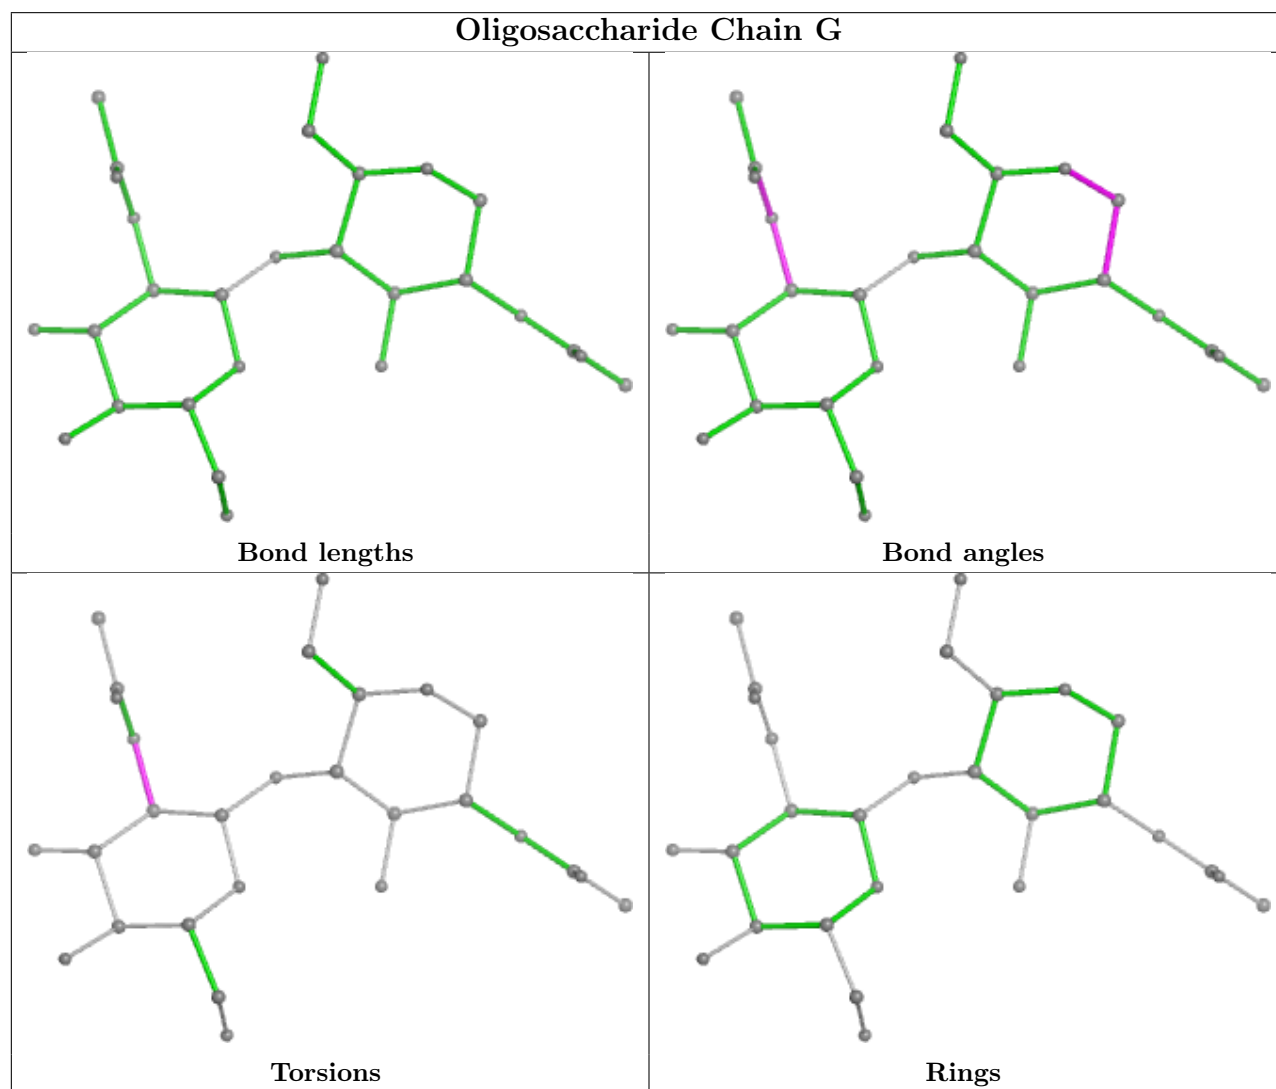 Oligosaccharide Chain G
Bond lengths
Bond angles
Torsions
Rings